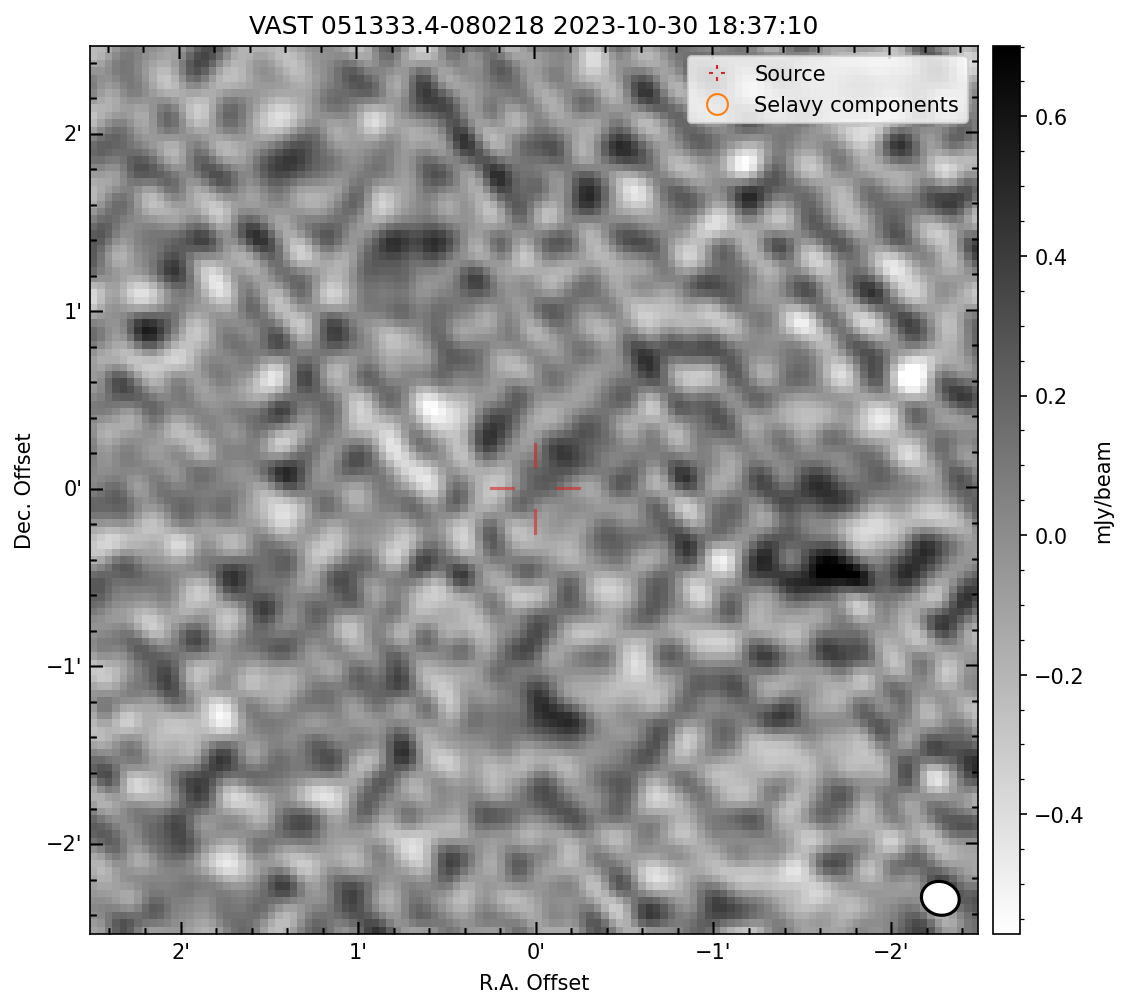 VAST 051333.4-080218 2023-10-30 18:37:10
Source
Selavy components
2'
1'
0'
−1'
−2'
Dec. Offset
2'
1'
0'
−1'
−2'
R.A. Offset
0.6
0.4
0.2
0.0
−0.2
−0.4
mJy/beam